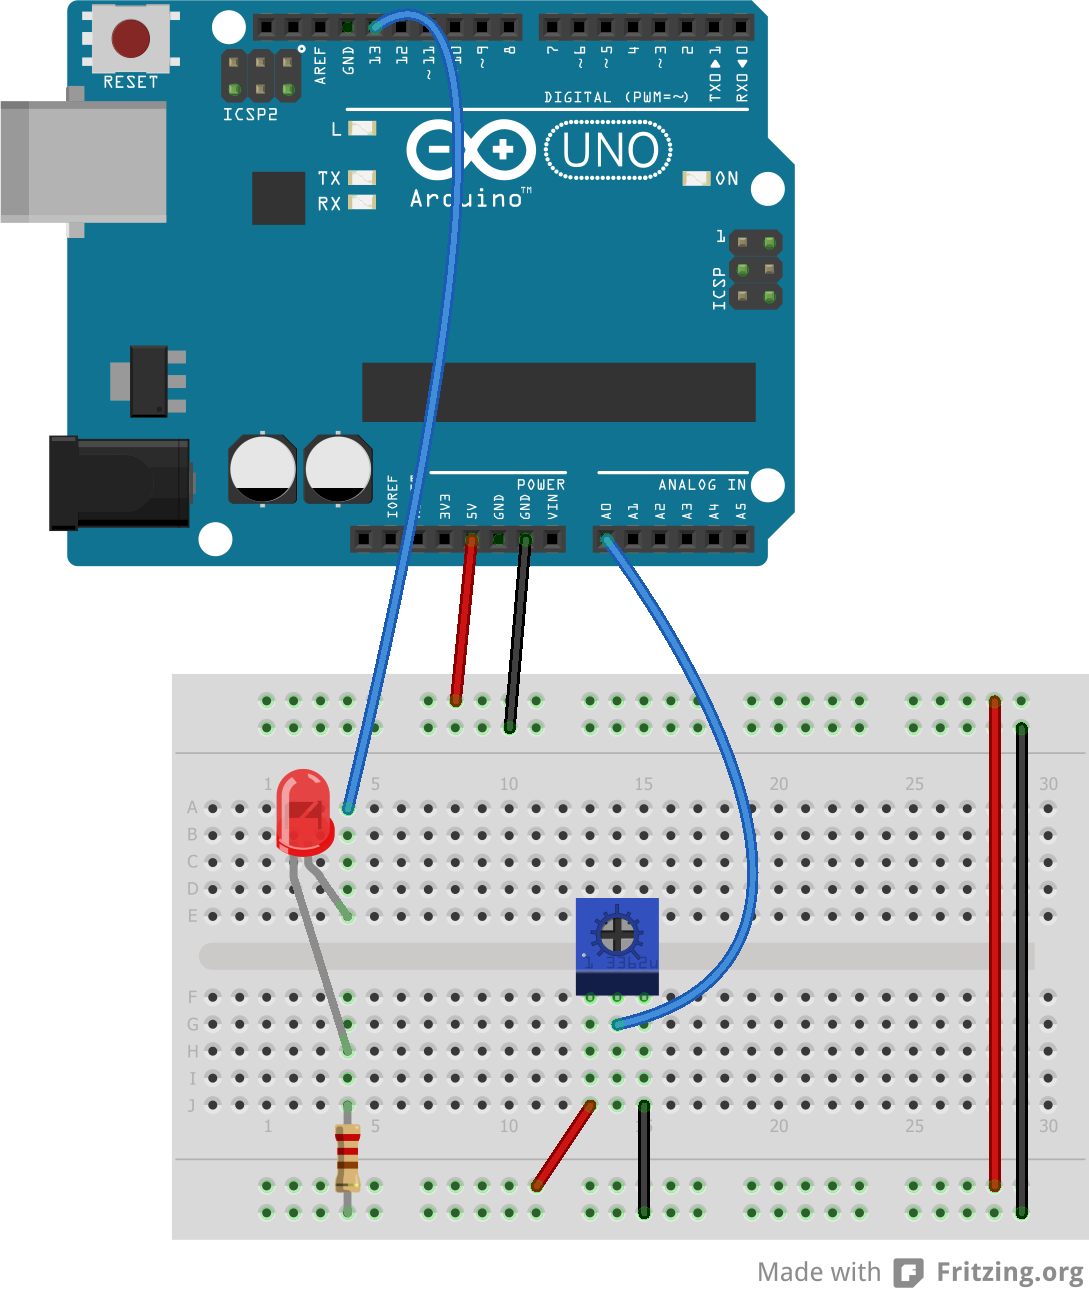 RESET
ICSP2
AREF
GND
13
12
~11
10
~9
8
7
~6
~5
4
~3
2
TX0 ▶ 1
RX0 ◀ 0
DIGITAL (PWM=~)
L
TX
RX
Arduino™
UNO
ON
1
ICSP
IOREF
3V3
5V
GND
GND
VIN
POWER
ANALOG IN
A0
A1
A2
A3
A4
A5
1 5 10 15 20 25 30
A
B
C
D
E
1 3362u
F
G
H
I
J
1 5 10 15 20 25 30
Made with Fritzing.org